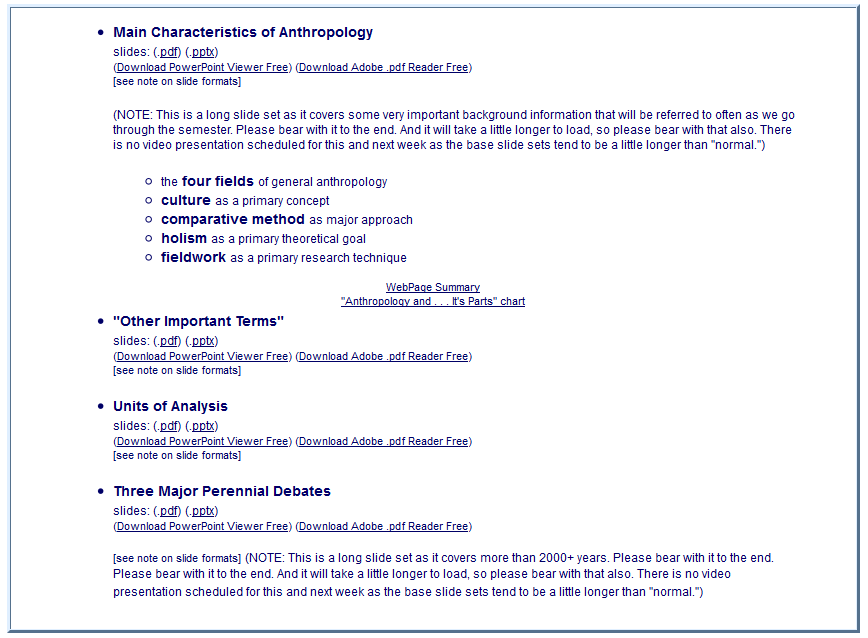 Main Characteristics of Anthropology
slides: (.pdf) (.pptx)
(Download PowerPoint Viewer Free) (Download Adobe .pdf Reader Free)
[see note on slide formats]
(NOTE: This is a long slide set as it covers some very important background information that will be referred to often as we go
through the semester. Please bear with it to the end. And it will take a little longer to load, so please bear with that also. There
is no video presentation scheduled for this and next week as the base slide sets tend to be a little longer than "normal.")
the four fields of general anthropology
culture as a primary concept
comparative method as major approach
holism as a primary theoretical goal
fieldwork as a primary research technique
WebPage Summary
"Anthropology and . . . It's Parts" chart
"Other Important Terms"
slides: (.pdf) (.pptx)
(Download PowerPoint Viewer Free) (Download Adobe .pdf Reader Free)
[see note on slide formats]
Units of Analysis
slides: (.pdf) (.pptx)
(Download PowerPoint Viewer Free) (Download Adobe .pdf Reader Free)
[see note on slide formats]
Three Major Perennial Debates
slides: (.pdf) (.pptx)
(Download PowerPoint Viewer Free) (Download Adobe .pdf Reader Free)
[see note on slide formats] (NOTE: This is a long slide set as it covers more than 2000+ years. Please bear with it to the end.
Please bear with it to the end. And it will take a little longer to load, so please bear with that also. There is no video
presentation scheduled for this and next week as the base slide sets tend to be a little longer than "normal.")